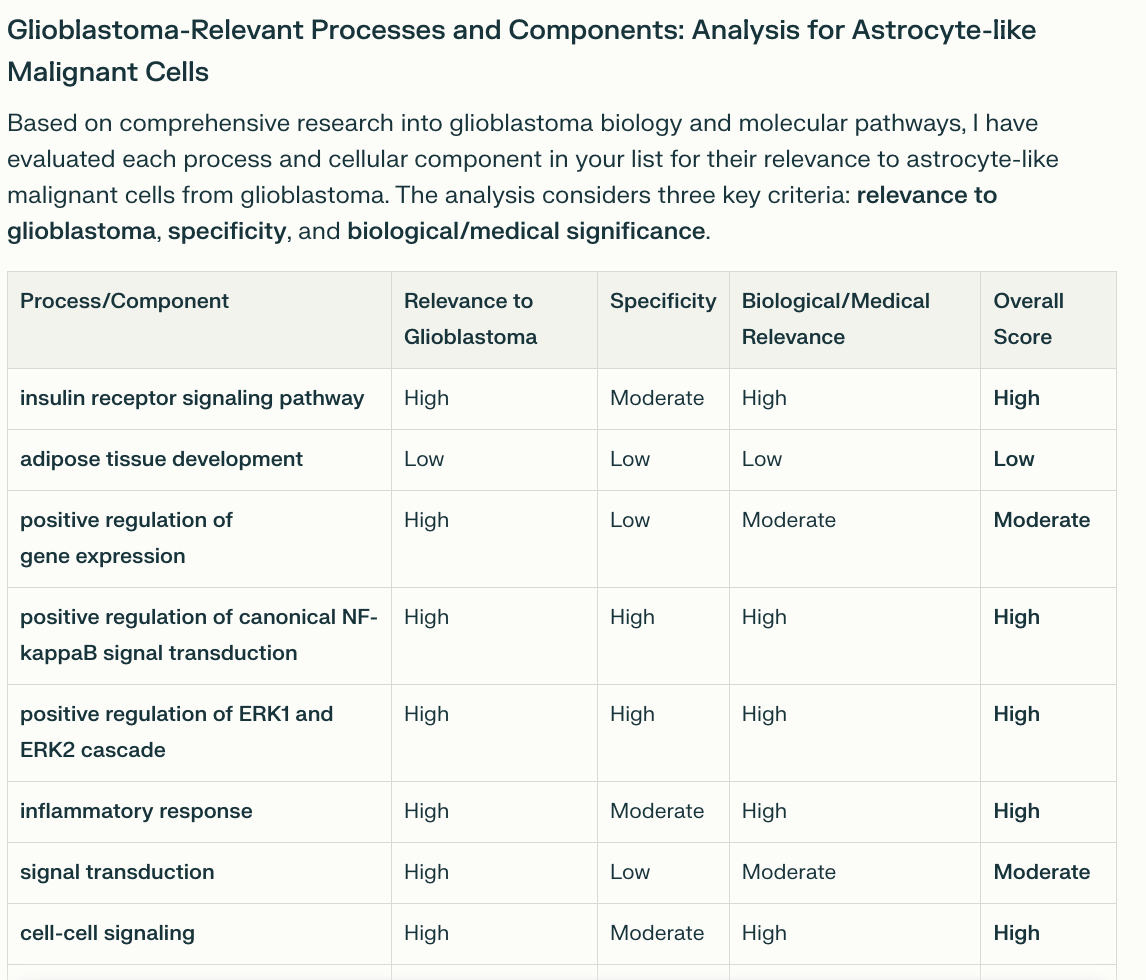 Glioblastoma-Relevant Processes and Components: Analysis for Astrocyte-like
Malignant Cells
Based on comprehensive research into glioblastoma biology and molecular pathways, I have
evaluated each process and cellular component in your list for their relevance to astrocyte-like
malignant cells from glioblastoma. The analysis considers three key criteria: relevance to
glioblastoma, specificity, and biological/medical significance.
Process/Component Relevance to Glioblastoma Specificity Biological/Medical Relevance Overall Score
insulin receptor signaling pathway High Moderate High High
adipose tissue development Low Low Low Low
positive regulation of High Low Moderate Moderate
gene expression
positive regulation of canonical NF- High High High High
kappaB signal transduction
positive regulation of ERK1 and High High High High
ERK2 cascade
inflammatory response High Moderate High High
signal transduction High Low Moderate Moderate
cell-cell signaling High Moderate High High